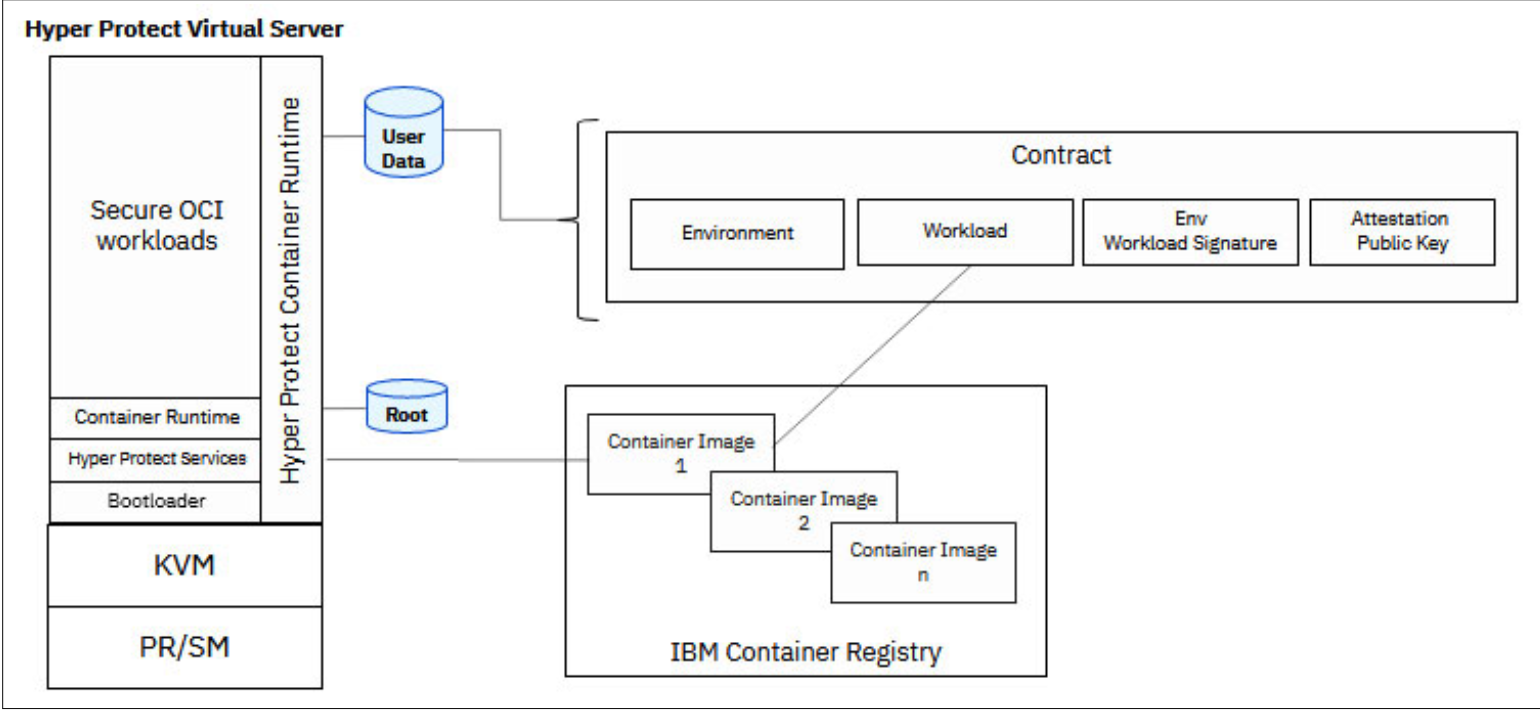 Hyper Protect Virtual Server
Secure OCI
workloads
Hyper Protect Container Runtime
Container Runtime
Hyper Protect Services
Bootloader
KVM
PR/SM
User
Data
Root
Contract
Environment
Workload
Env
Workload Signature
Attestation
Public Key
Container Image
1
Container Image
2
Container Image
n
IBM Container Registry